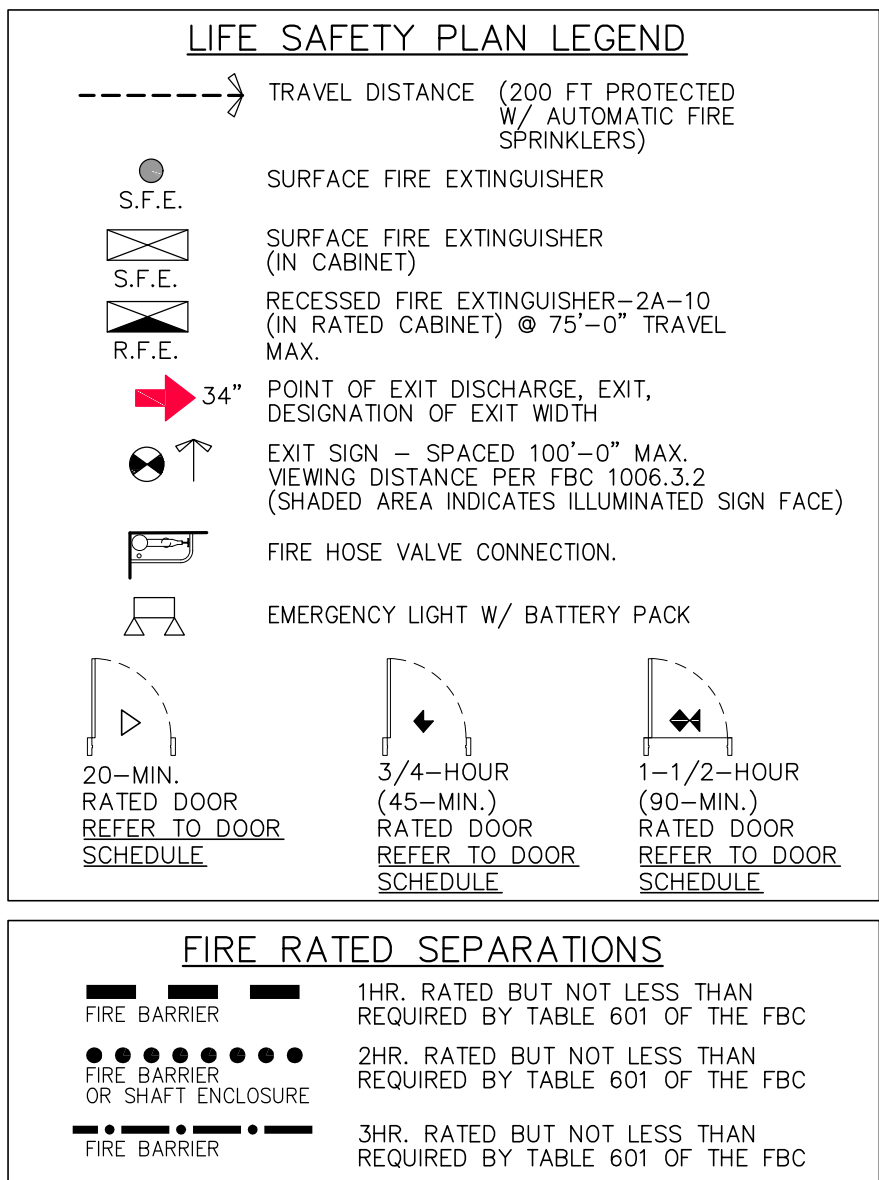 LIFE SAFETY PLAN LEGEND
TRAVEL DISTANCE (200 FT PROTECTED
W/ AUTOMATIC FIRE
SPRINKLERS)
S.F.E.
SURFACE FIRE EXTINGUISHER
S.F.E.
SURFACE FIRE EXTINGUISHER
(IN CABINET)
R.F.E.
RECESSED FIRE EXTINGUISHER-2A-10
(IN RATED CABINET) @ 75'-0" TRAVEL
MAX.
34"
POINT OF EXIT DISCHARGE, EXIT,
DESIGNATION OF EXIT WIDTH
EXIT SIGN - SPACED 100'-0" MAX.
VIEWING DISTANCE PER FBC 1006.3.2
(SHADED AREA INDICATES ILLUMINATED SIGN FACE)
FIRE HOSE VALVE CONNECTION.
EMERGENCY LIGHT W/ BATTERY PACK
20-MIN.
RATED DOOR
REFER TO DOOR
SCHEDULE
3/4-HOUR
(45-MIN.)
RATED DOOR
REFER TO DOOR
SCHEDULE
1-1/2-HOUR
(90-MIN.)
RATED DOOR
REFER TO DOOR
SCHEDULE
FIRE RATED SEPARATIONS
FIRE BARRIER
1HR. RATED BUT NOT LESS THAN
REQUIRED BY TABLE 601 OF THE FBC
FIRE BARRIER
OR SHAFT ENCLOSURE
2HR. RATED BUT NOT LESS THAN
REQUIRED BY TABLE 601 OF THE FBC
FIRE BARRIER
3HR. RATED BUT NOT LESS THAN
REQUIRED BY TABLE 601 OF THE FBC